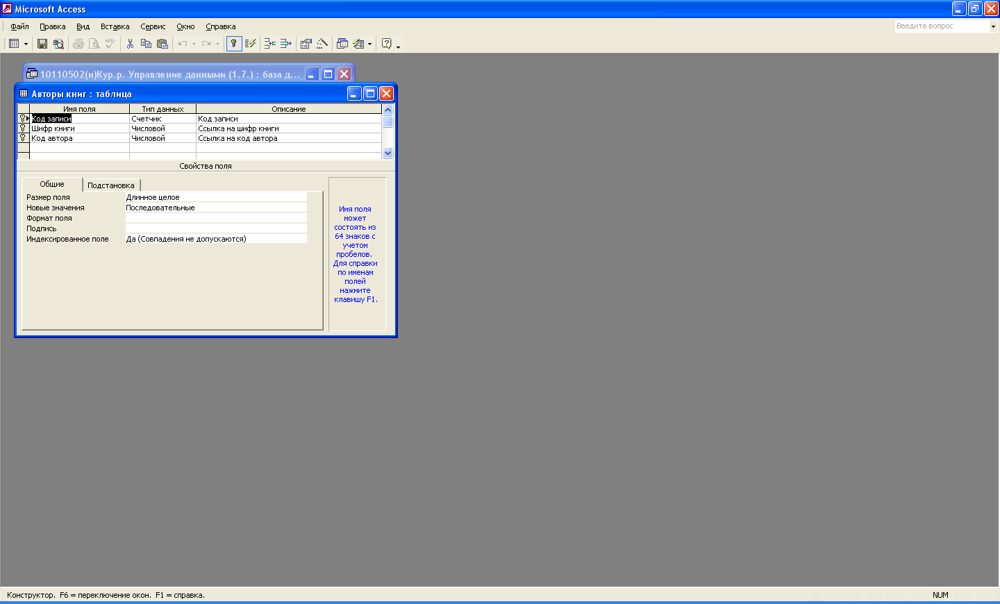 Microsoft Access
Файл Правка Вид Вставка Сервис Окно Справка
Введите вопрос
10110502(н)Кур.р. Управление данными (1.7.) : база д...
Авторы книг : таблица
Имя поля Тип данных Описание
Код записи Счетчик Код записи
Шифр книги Числовой Ссылка на шифр книги
Код автора Числовой Ссылка на код автора
Свойства поля
Общие Подстановка
Размер поля Длинное целое
Новые значения Последовательные
Формат поля
Подпись
Индексированное поле Да (Совпадения не допускаются)
Имя поля
может
состоять из
64 знаков с
учетом
пробелов.
Для справки
по именам
полей
нажмите
клавишу F1.
Конструктор. F6 = переключение окон. F1 = справка.
NUM